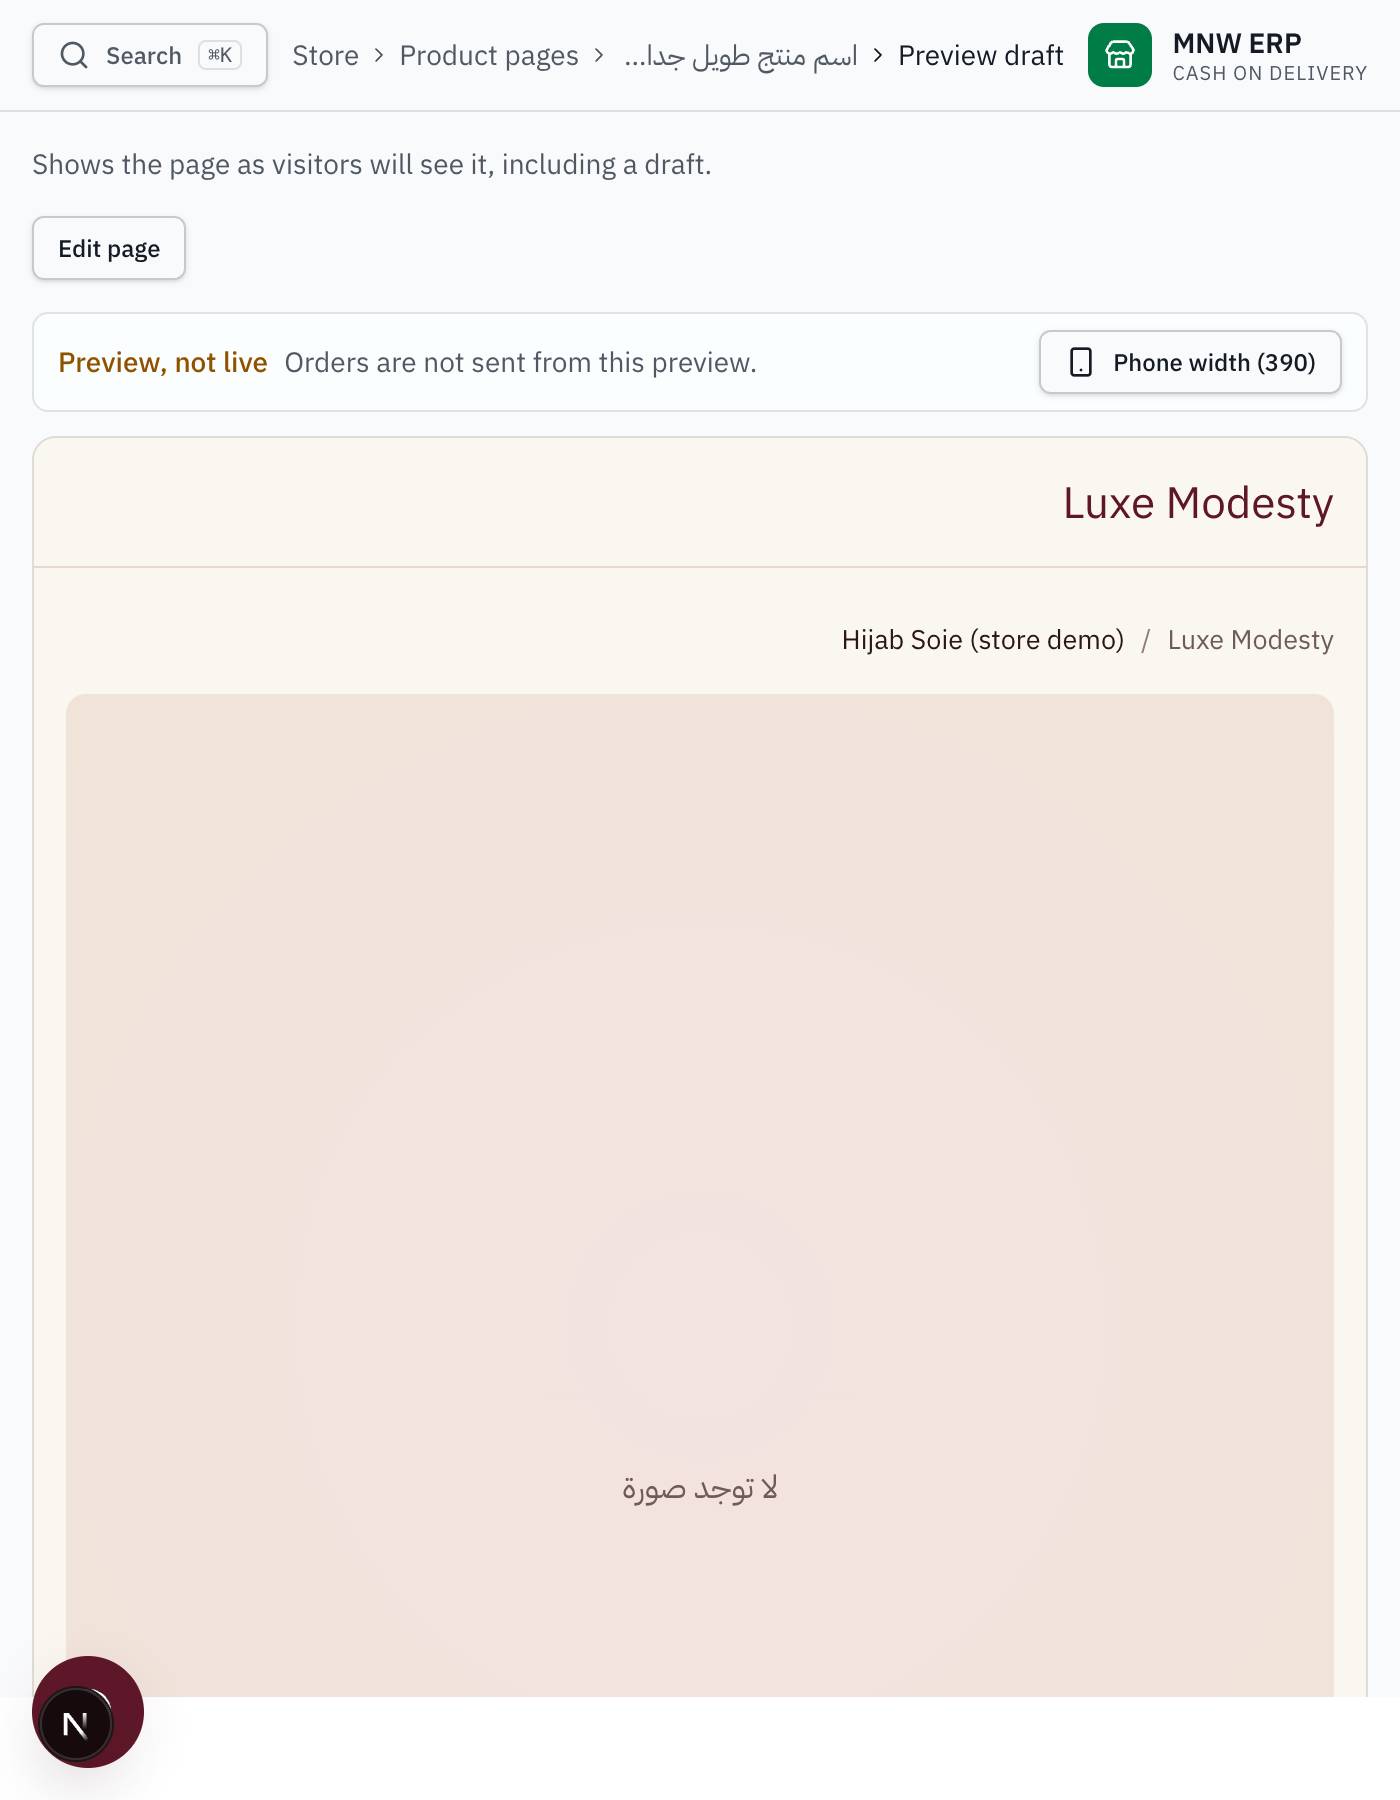 Search ⌘K Store > Product pages > اسم منتج طويل جدا... > Preview draft MNW ERP
CASH ON DELIVERY
Shows the page as visitors will see it, including a draft.
Edit page
Preview, not live Orders are not sent from this preview. Phone width (390)
Luxe Modesty
Luxe Modesty / Hijab Soie (store demo)
لا توجد صورة
N